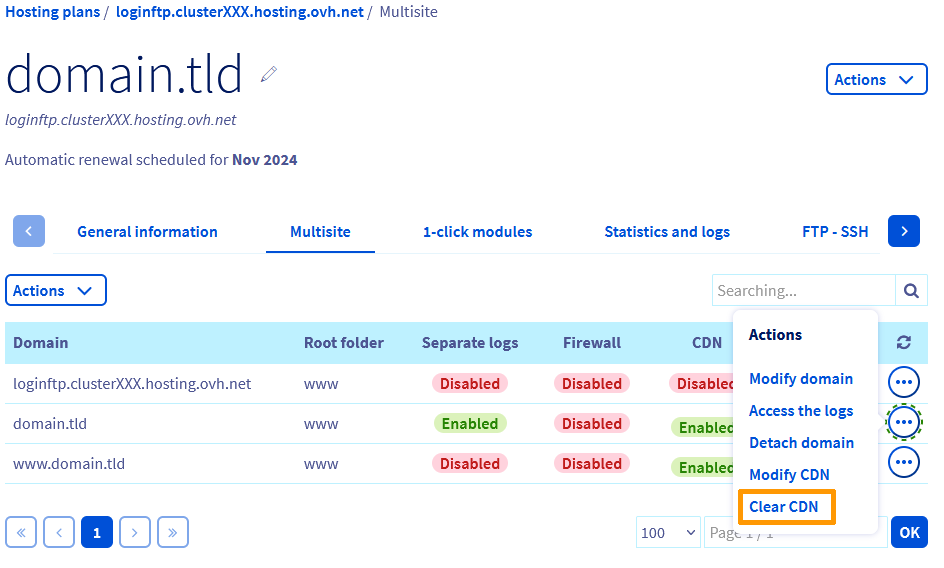 Hosting plans / loginftp.clusterXXX.hosting.ovh.net / Multisite
domain.tld
Actions
loginftp.clusterXXX.hosting.ovh.net
Automatic renewal scheduled for Nov 2024
General information Multisite 1-click modules Statistics and logs FTP - SSH
Actions
Searching...
Domain Root folder Separate logs Firewall CDN
loginftp.clusterXXX.hosting.ovh.net www Disabled Disabled Disabled
domain.tld www Enabled Disabled Enabled
www.domain.tld www Disabled Disabled Enabled
Actions
Modify domain
Access the logs
Detach domain
Modify CDN
Clear CDN
« ‹ 1 › »
100 Page 1 / 1 OK